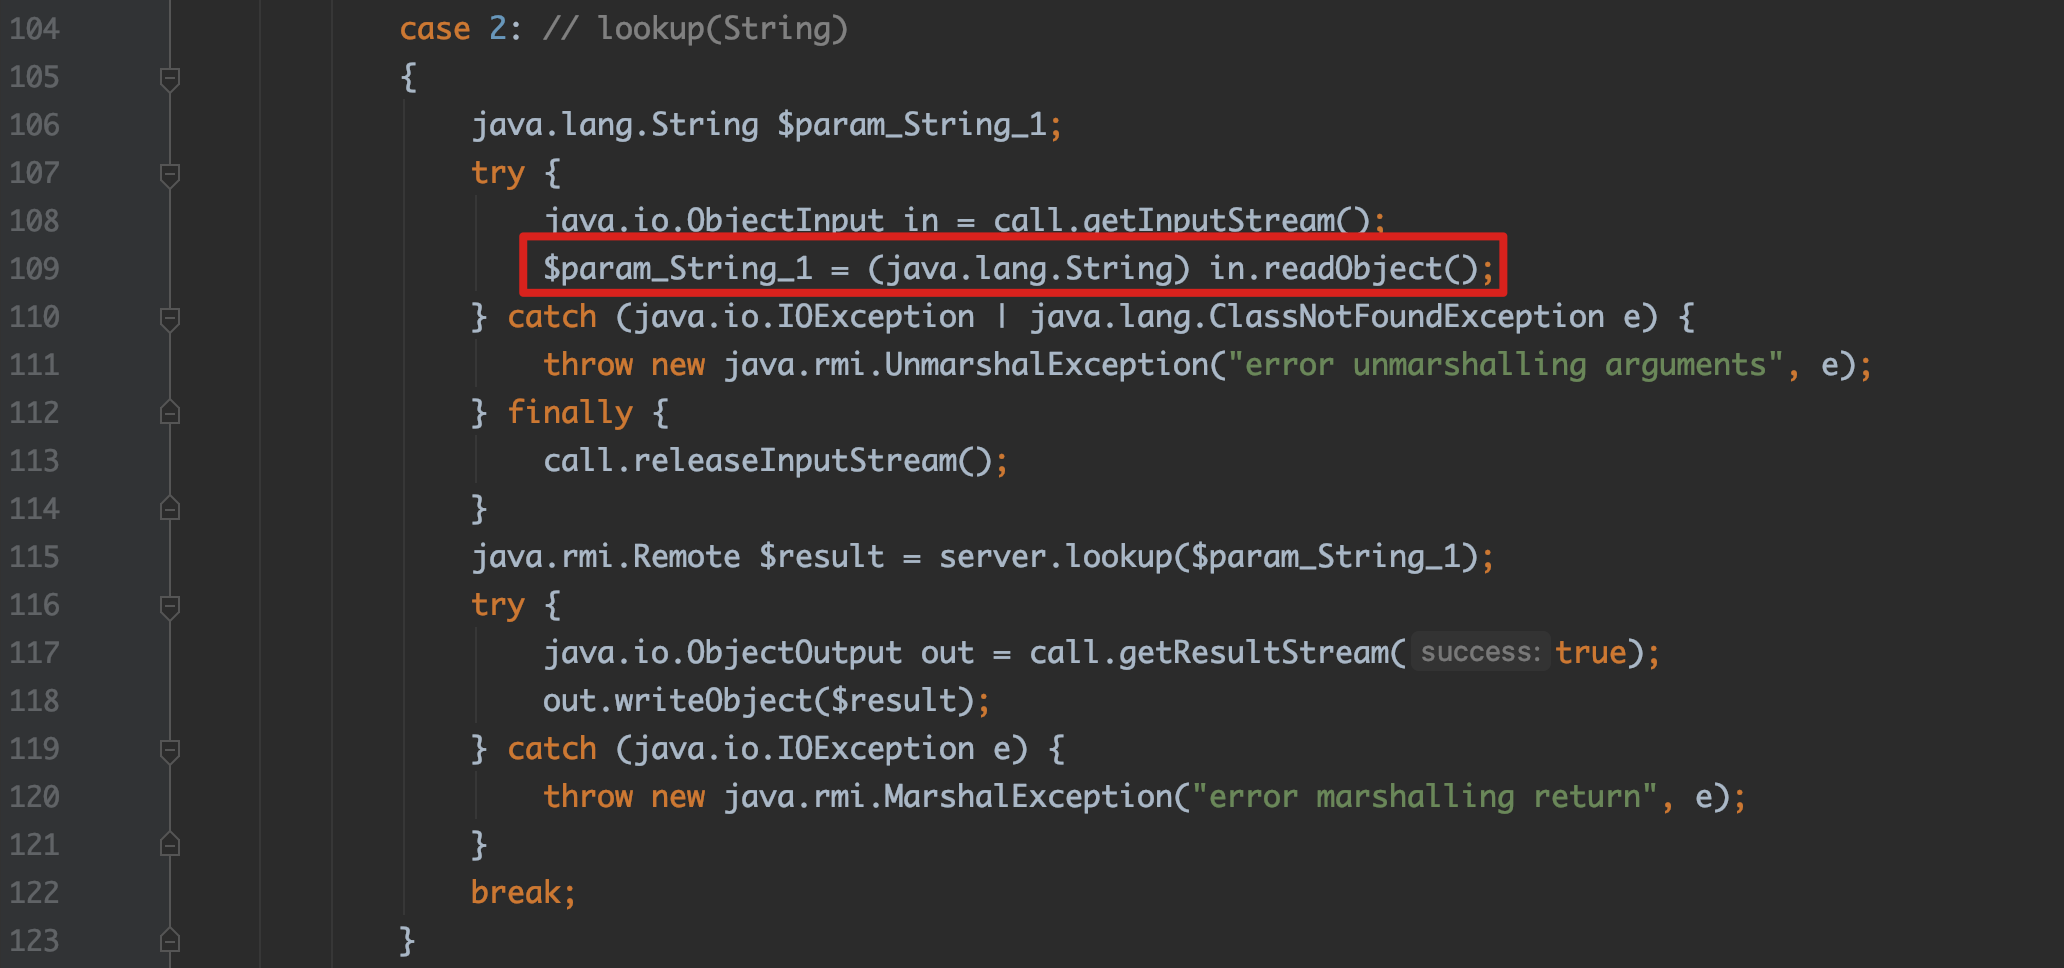 104 case 2: // lookup(String)
105 {
106 java.lang.String $param_String_1;
107 try {
108 java.io.ObjectInput in = call.getInputStream();
109 $param_String_1 = (java.lang.String) in.readObject();
110 } catch (java.io.IOException | java.lang.ClassNotFoundException e) {
111 throw new java.rmi.UnmarshalException("error unmarshalling arguments", e);
112 } finally {
113 call.releaseInputStream();
114 }
115 java.rmi.Remote $result = server.lookup($param_String_1);
116 try {
117 java.io.ObjectOutput out = call.getResultStream( success: true);
118 out.writeObject($result);
119 } catch (java.io.IOException e) {
120 throw new java.rmi.MarshalException("error marshalling return", e);
121 }
122 break;
123 }